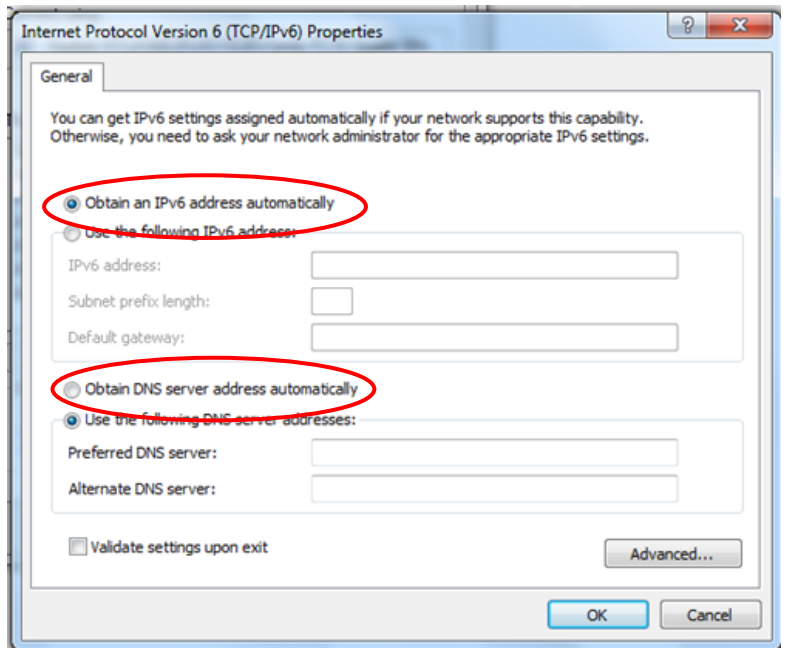 Internet Protocol Version 6 (TCP/IPv6) Properties
General
You can get IPv6 settings assigned automatically if your network supports this capability.
Otherwise, you need to ask your network administrator for the appropriate IPv6 settings.
Obtain an IPv6 address automatically
Use the following IPv6 address:
IPv6 address:
Subnet prefix length:
Default gateway:
Obtain DNS server address automatically
Use the following DNS server addresses:
Preferred DNS server:
Alternate DNS server:
Validate settings upon exit
Advanced...
OK
Cancel